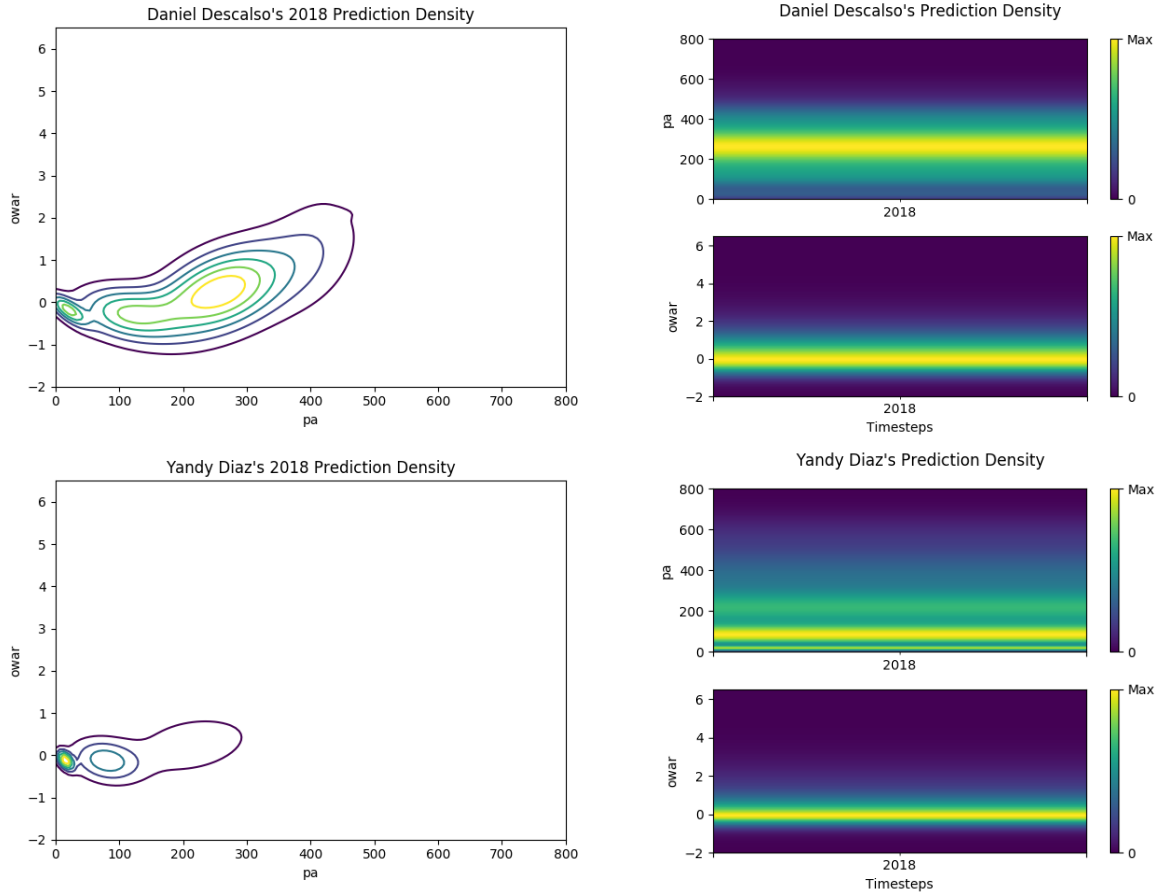 Daniel Descalso's 2018 Prediction Density
6
5
4
3
2
1
0
−1
−2
owar
0 100 200 300 400 500 600 700 800
pa
Daniel Descalso's Prediction Density
800
600
400
200
0
pa
2018
Max
0
6
4
2
0
−2
owar
2018
Timesteps
Max
0
Yandy Diaz's 2018 Prediction Density
6
5
4
3
2
1
0
−1
−2
owar
0 100 200 300 400 500 600 700 800
pa
Yandy Diaz's Prediction Density
800
600
400
200
0
pa
2018
Max
0
6
4
2
0
−2
owar
2018
Timesteps
Max
0